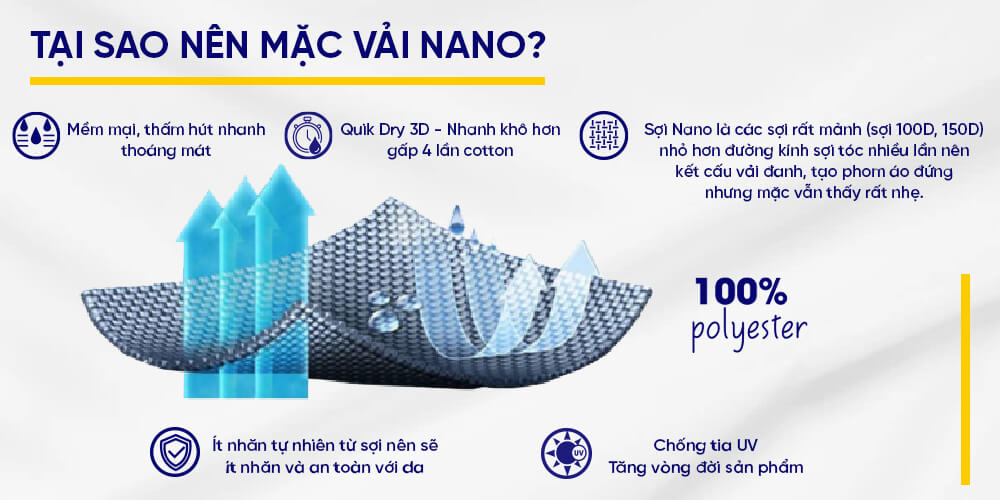 TẠI SAO NÊN MẶC VẢI NANO?
Mềm mại, thấm hút nhanh
thoáng mát
Quik Dry 3D - Nhanh khô hơn
gấp 4 lần cotton
Sợi Nano là các sợi rất mảnh (sợi 100D, 150D)
nhỏ hơn đường kính sợi tóc nhiều lần nên
kết cấu vải đanh, tạo phom áo đứng
nhưng mặc vẫn thấy rất nhẹ.
100%
polyester
Ít nhăn tự nhiên từ sợi nên sẽ
ít nhăn và an toàn với da
UV
Chống tia UV
Tăng vòng đời sản phẩm